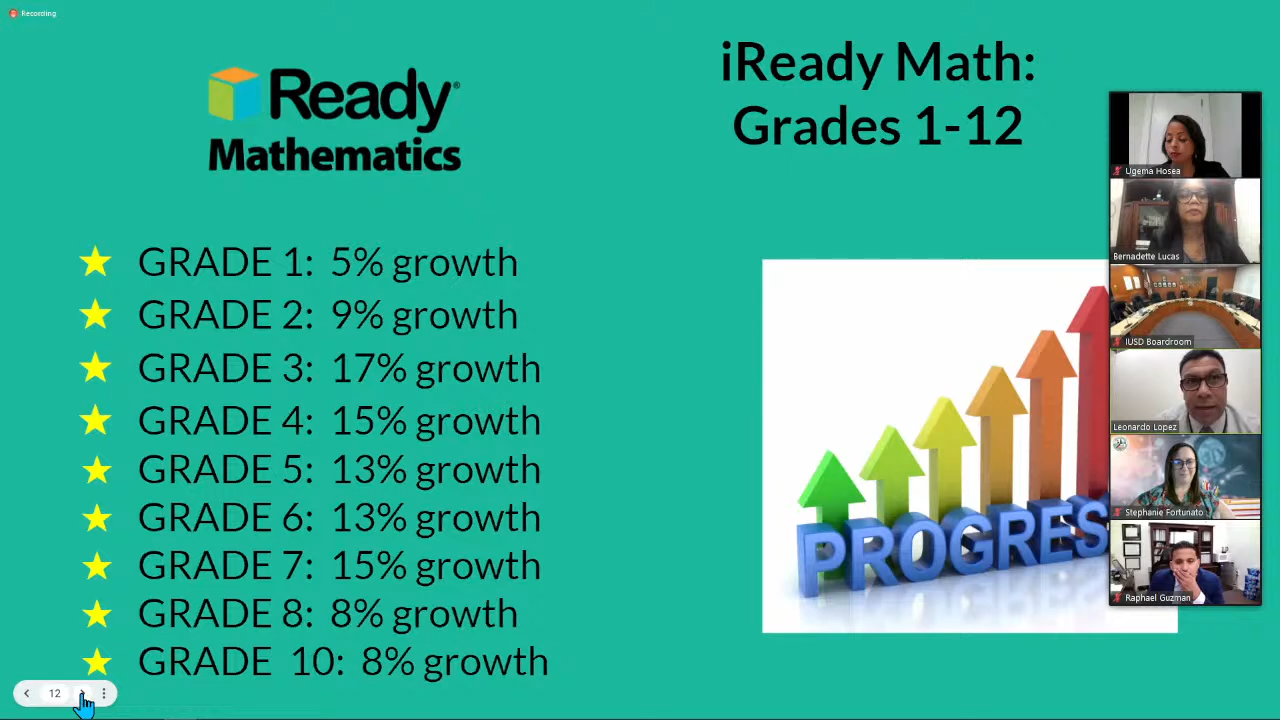 Recording
Ready®
Mathematics
iReady Math:
Grades 1-12
GRADE 1: 5% growth
GRADE 2: 9% growth
GRADE 3: 17% growth
GRADE 4: 15% growth
GRADE 5: 13% growth
GRADE 6: 13% growth
GRADE 7: 15% growth
GRADE 8: 8% growth
GRADE 10: 8% growth
PROGRES
Ugema Hosea
Bernadette Lucas
IUSD Boardroom
Leonardo Lopez
Stephanie Fortunato
Raphael Guzman
12